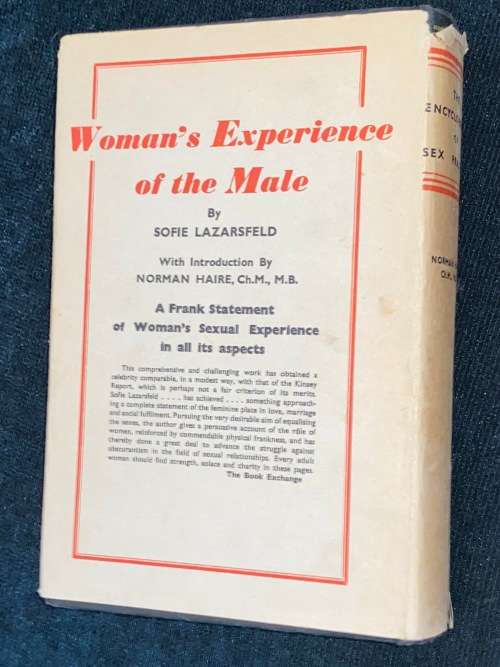 Woman's Experience
of the Male
By
SOFIE LAZARSFELD
With Introduction By
NORMAN HAIRE, Ch.M., M.B.
A Frank Statement
of Woman's Sexual Experience
in all its aspects
This comprehensive and challenging work has obtained a
celebrity comparable, in a modest way, with that of the Kinsey
Report, which is perhaps not a fair criterion of its merits.
Sofie Lazarsfeld . . . . has achieved . . . . something approach-
ing a complete statement of the feminine place in love, marriage
and social fulfilment. Pursuing the very desirable aim of equalising
the sexes, the author gives a persuasive account of the rôle of
women, reinforced by commendable physical frankness, and has
thereby done a great deal to advance the struggle against
obscurantism in the field of sexual relationships. Every adult
woman should find strength, solace and charity in these pages.
The Book Exchange
SEX
NORMAN